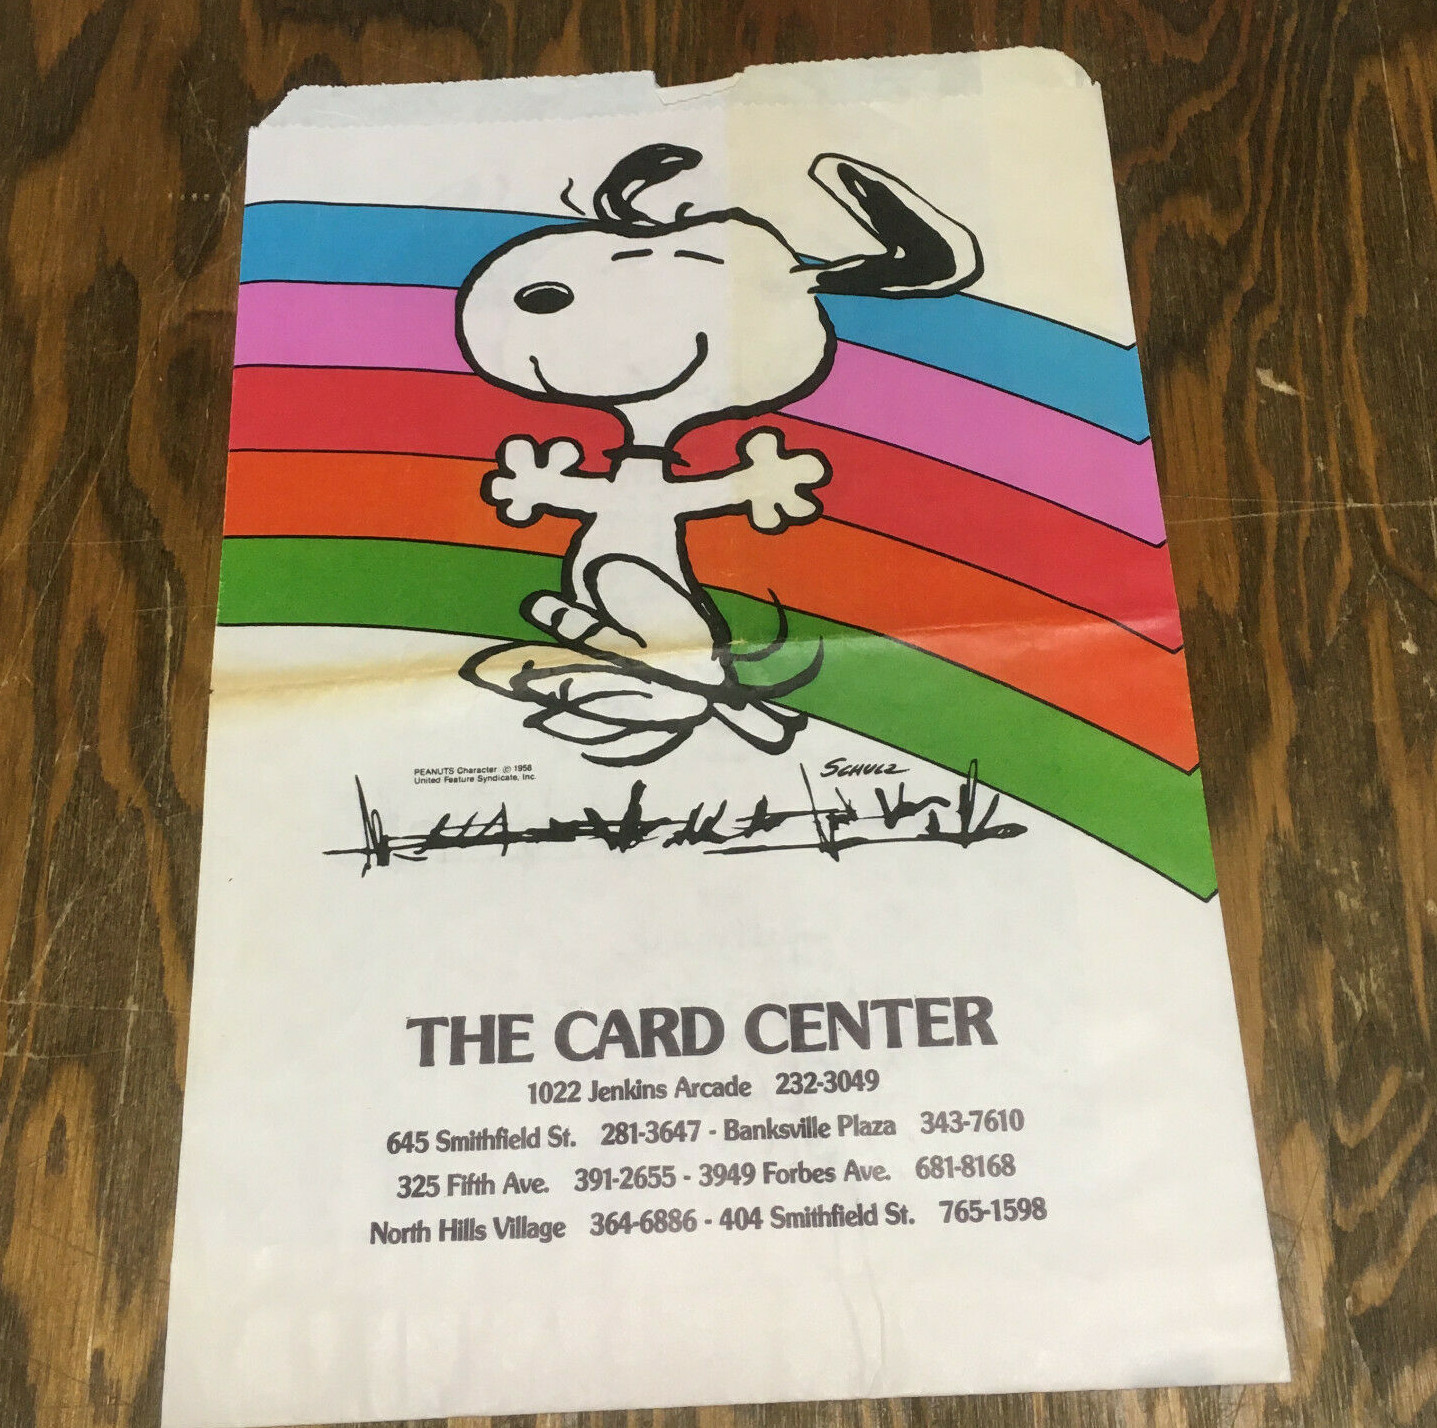 SCHULZ
PEANUTS Character © 1958
United Feature Syndicate, Inc.
THE CARD CENTER
1022 Jenkins Arcade 232-3049
645 Smithfield St. 281-3647 - Banksville Plaza 343-7610
325 Fifth Ave. 391-2655 - 3949 Forbes Ave. 681-8168
North Hills Village 364-6886 - 404 Smithfield St. 765-1598